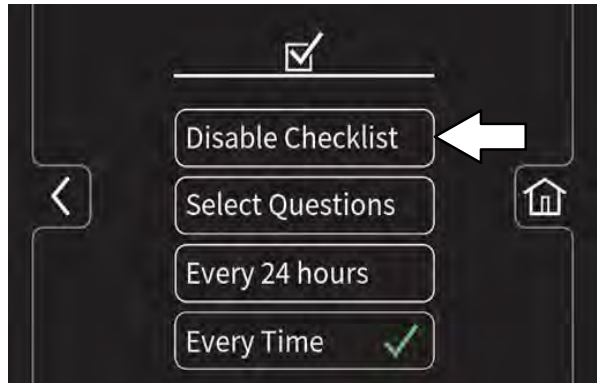 Disable Checklist
Select Questions
Every 24 hours
Every Time